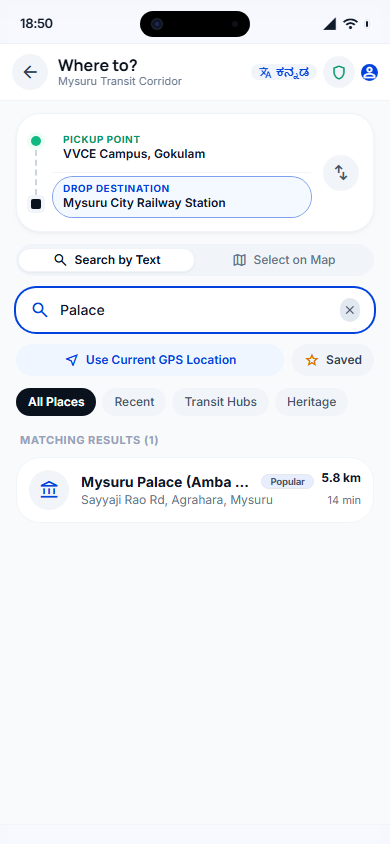 18:50
Where to?
Mysuru Transit Corridor
ಕನ್ನಡ
PICKUP POINT
VVCE Campus, Gokulam
DROP DESTINATION
Mysuru City Railway Station
Search by Text
Select on Map
Palace
Use Current GPS Location
Saved
All Places
Recent
Transit Hubs
Heritage
MATCHING RESULTS (1)
Mysuru Palace (Amba ...
Popular
5.8 km
Sayyaji Rao Rd, Agrahara, Mysuru
14 min